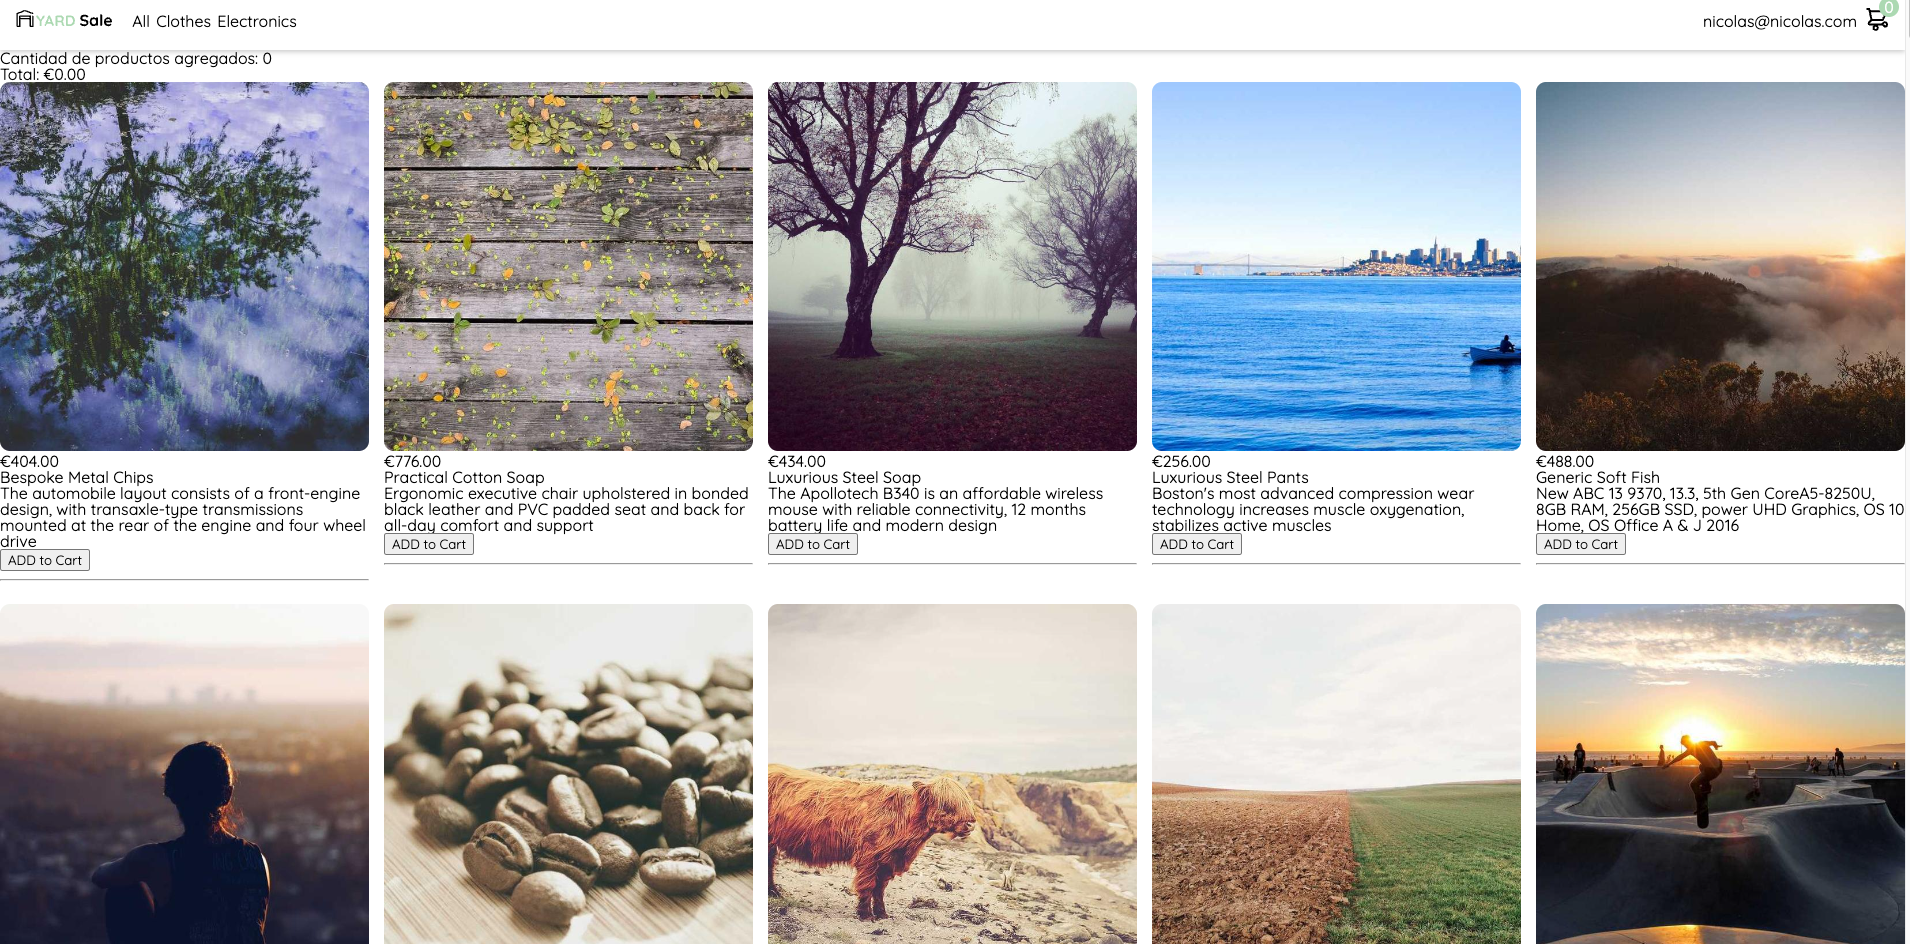 YARD Sale All Clothes Electronics nicolas@nicolas.com 0
Cantidad de productos agregados: 0
Total: €0.00
€404.00
Bespoke Metal Chips
The automobile layout consists of a front-engine
design, with transaxle-type transmissions
mounted at the rear of the engine and four wheel
drive
ADD to Cart
€776.00
Practical Cotton Soap
Ergonomic executive chair upholstered in bonded
black leather and PVC padded seat and back for
all-day comfort and support
ADD to Cart
€434.00
Luxurious Steel Soap
The Apollotech B340 is an affordable wireless
mouse with reliable connectivity, 12 months
battery life and modern design
ADD to Cart
€256.00
Luxurious Steel Pants
Boston's most advanced compression wear
technology increases muscle oxygenation,
stabilizes active muscles
ADD to Cart
€488.00
Generic Soft Fish
New ABC 13 9370, 13.3, 5th Gen CoreA5-8250U,
8GB RAM, 256GB SSD, power UHD Graphics, OS 10
Home, OS Office A & J 2016
ADD to Cart